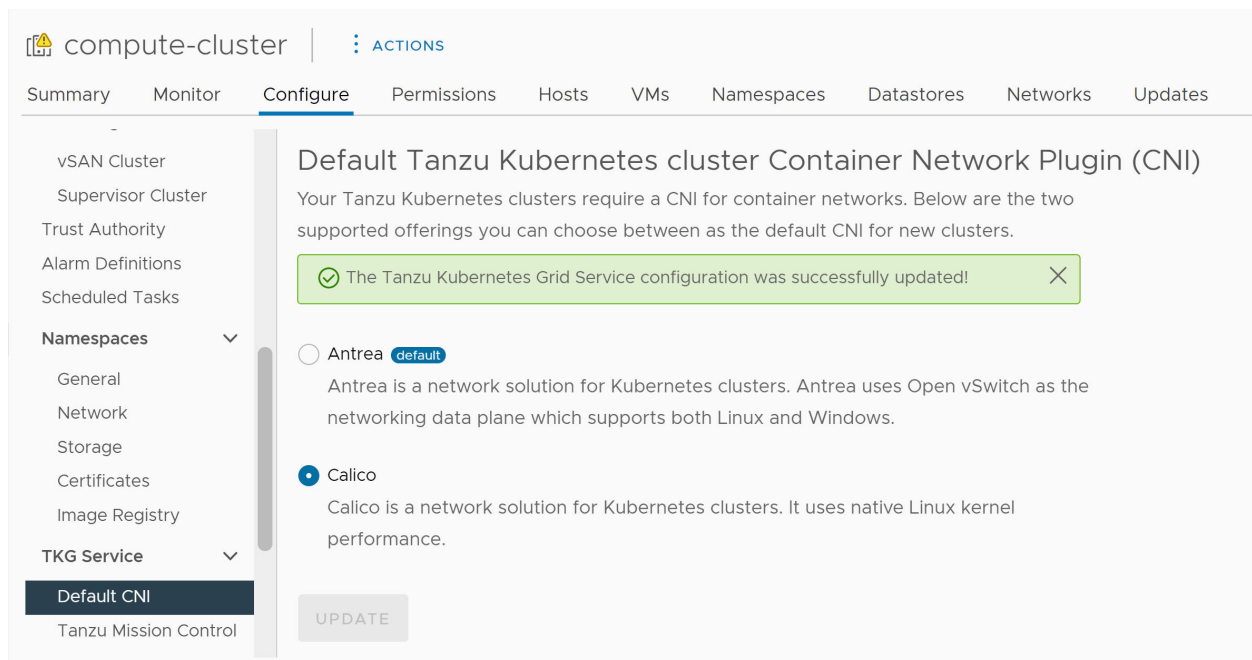 compute-cluster
ACTIONS
Summary Monitor Configure Permissions Hosts VMs Namespaces Datastores Networks Updates
vSAN Cluster
Supervisor Cluster
Trust Authority
Alarm Definitions
Scheduled Tasks
Namespaces
General
Network
Storage
Certificates
Image Registry
TKG Service
Default CNI
Tanzu Mission Control
Default Tanzu Kubernetes cluster Container Network Plugin (CNI)
Your Tanzu Kubernetes clusters require a CNI for container networks. Below are the two
supported offerings you can choose between as the default CNI for new clusters.
The Tanzu Kubernetes Grid Service configuration was successfully updated!
Antrea default
Antrea is a network solution for Kubernetes clusters. Antrea uses Open vSwitch as the
networking data plane which supports both Linux and Windows.
Calico
Calico is a network solution for Kubernetes clusters. It uses native Linux kernel
performance.
UPDATE